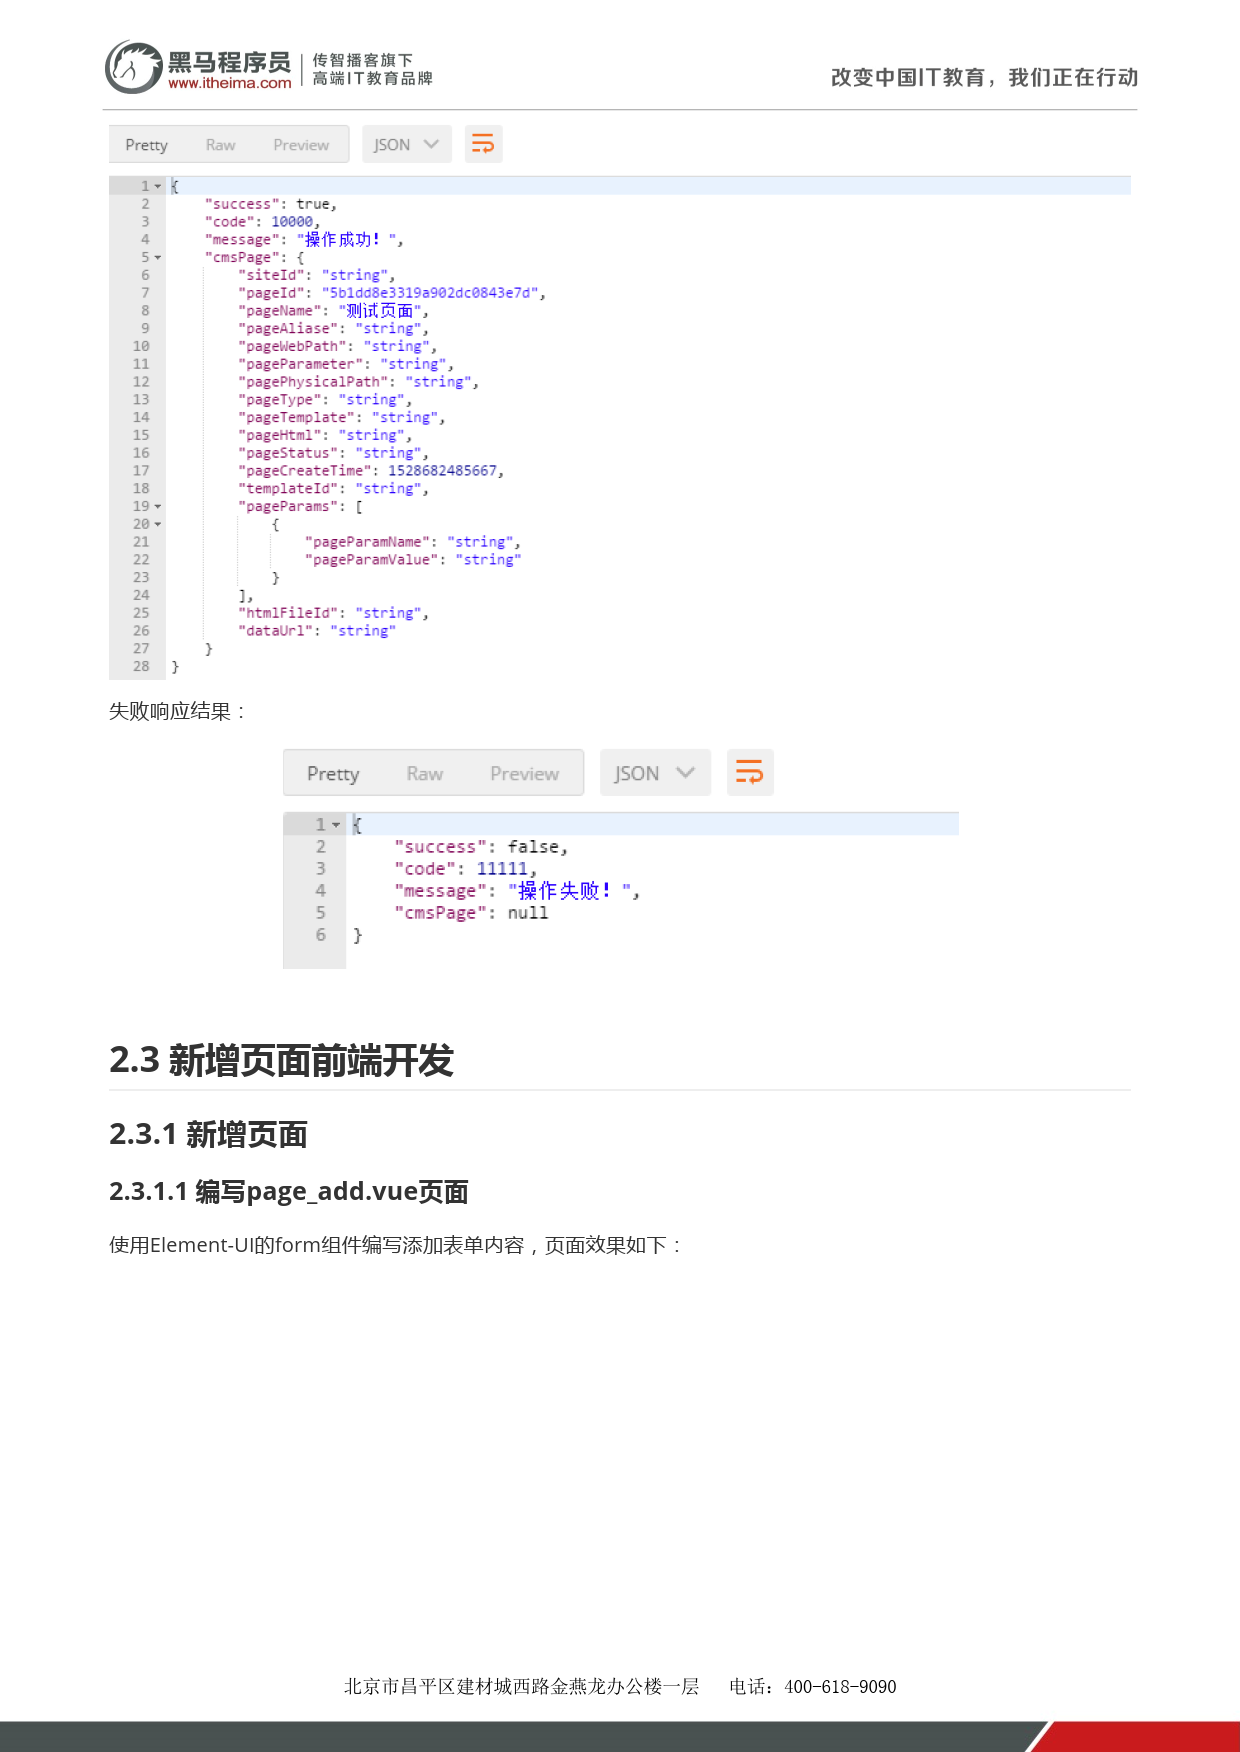 黑马程序员
www.itheima.com
传智播客旗下
高端IT教育品牌
改变中国IT教育，我们正在行动
Pretty Raw Preview JSON
1 {
2 "success": true,
3 "code": 10000,
4 "message": "操作成功！",
5 "cmsPage": {
6 "siteId": "string",
7 "pageId": "5b1dd8e3319a902dc0843e7d",
8 "pageName": "测试页面",
9 "pageAliase": "string",
10 "pageWebPath": "string",
11 "pageParameter": "string",
12 "pagePhysicalPath": "string",
13 "pageType": "string",
14 "pageTemplate": "string",
15 "pageHtml": "string",
16 "pageStatus": "string",
17 "pageCreateTime": 1528682485667,
18 "templateId": "string",
19 "pageParams": [
20 {
21 "pageParamName": "string",
22 "pageParamValue": "string"
23 }
24 ],
25 "htmlFileId": "string",
26 "dataUrl": "string"
27 }
28 }
失败响应结果：
Pretty Raw Preview JSON
1 {
2 "success": false,
3 "code": 11111,
4 "message": "操作失败！",
5 "cmsPage": null
6 }
2.3 新增页面前端开发
2.3.1 新增页面
2.3.1.1 编写page_add.vue页面
使用Element-UI的form组件编写添加表单内容，页面效果如下：
北京市昌平区建材城西路金燕龙办公楼一层 电话：400-618-9090